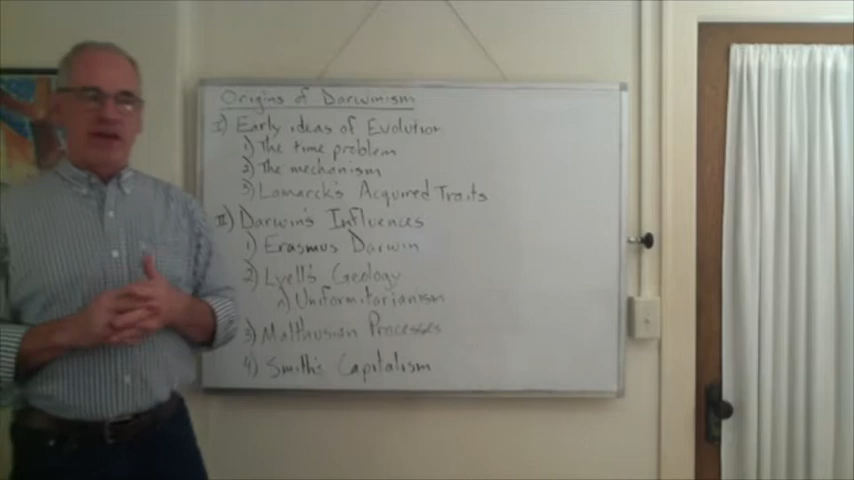 Origins of Darwinism
I) Early ideas of Evolution
1) The time problem
2) The mechanism
3) Lamarck's Acquired Traits
II) Darwin's Influences
1) Erasmus Darwin
2) Lyell's Geology
a) Uniformitarianism
3) Malthusian Processes
4) Smith's Capitalism